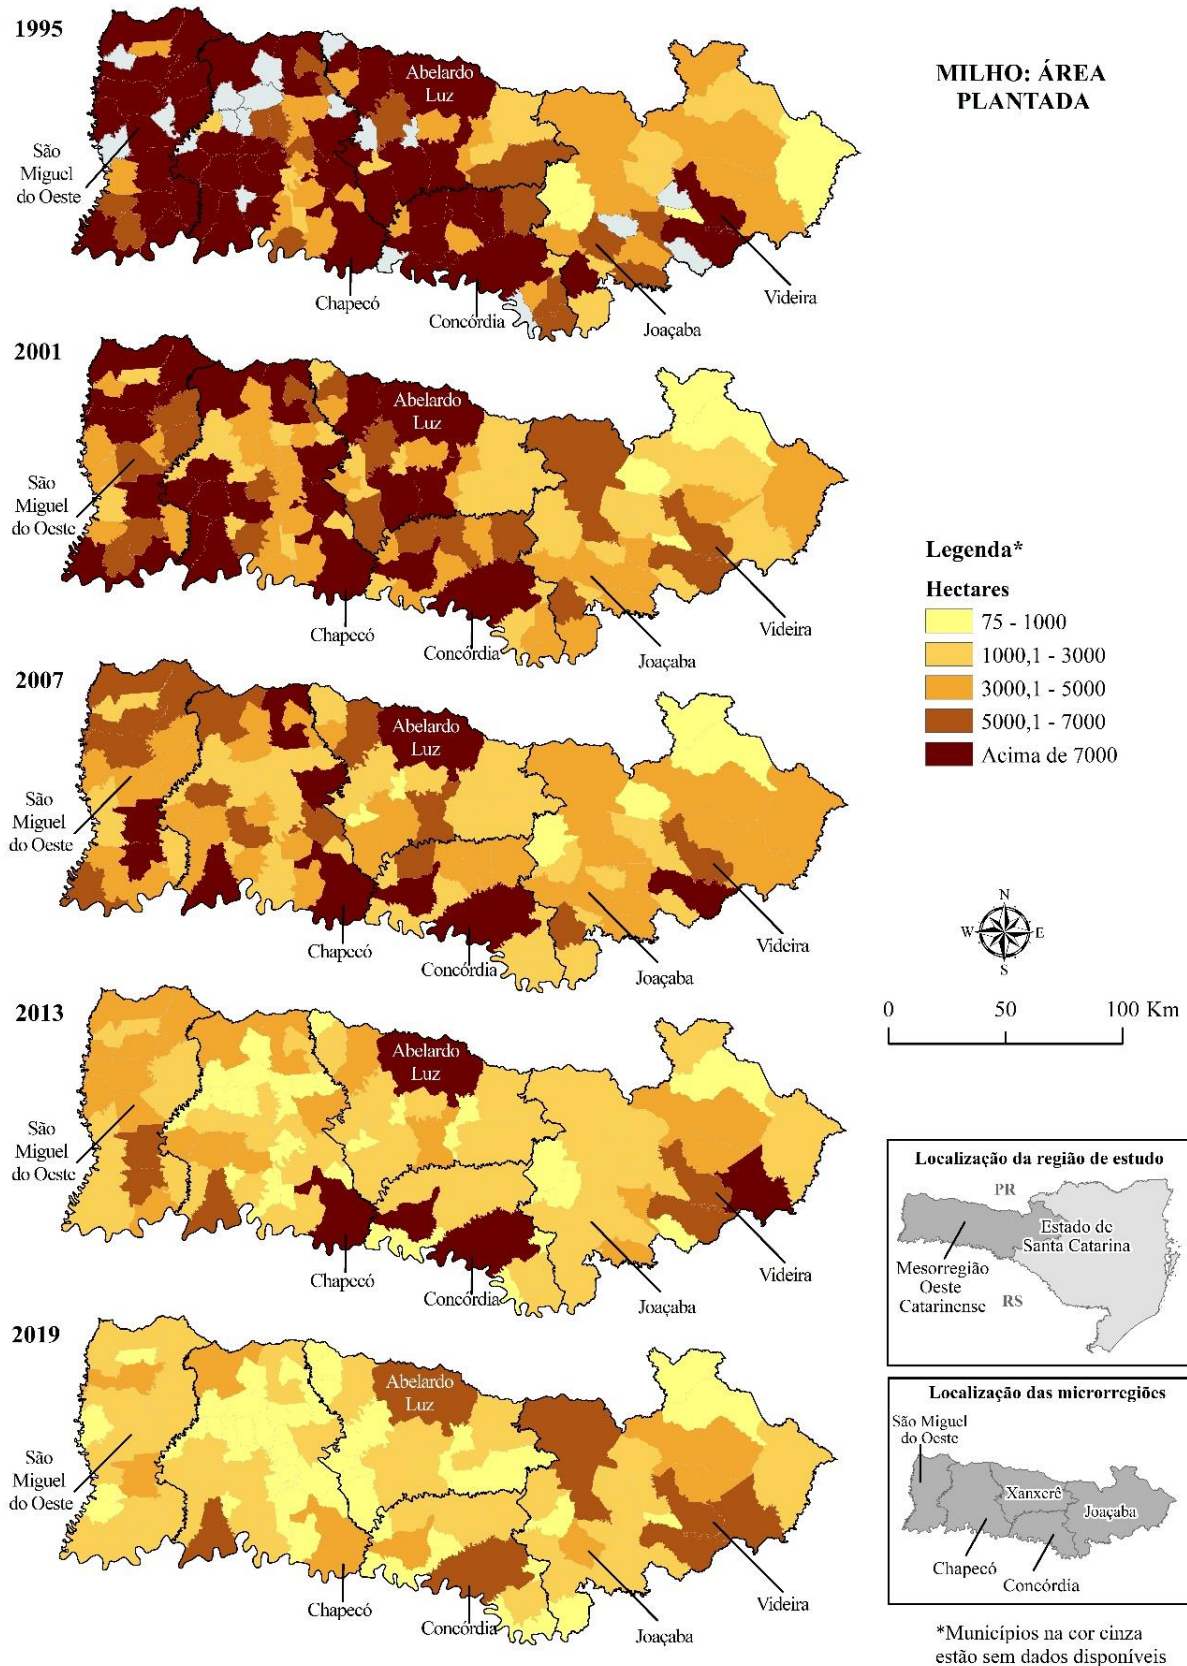 1995
MILHO: ÁREA
PLANTADA
Abelardo
Luz
São
Miguel
do Oeste
Chapecó
Concórdia
Joaçaba
Videira
2001
Abelardo
Luz
São
Miguel
do Oeste
Chapecó
Concórdia
Joaçaba
Videira
Legenda*
Hectares
75 - 1000
1000,1 - 3000
3000,1 - 5000
5000,1 - 7000
Acima de 7000
2007
Abelardo
Luz
São
Miguel
do Oeste
Chapecó
Concórdia
Joaçaba
Videira
N
W
E
S
0 50 100 Km
2013
Abelardo
Luz
São
Miguel
do Oeste
Chapecó
Concórdia
Joaçaba
Videira
Localização da região de estudo
PR
Estado de
Santa Catarina
Mesorregião
Oeste
Catarinense
RS
2019
Abelardo
Luz
São
Miguel
do Oeste
Chapecó
Concórdia
Joaçaba
Videira
Localização das microrregiões
São Miguel
do Oeste
Xanxerê
Joaçaba
Chapecó
Concórdia
*Municípios na cor cinza
estão sem dados disponíveis